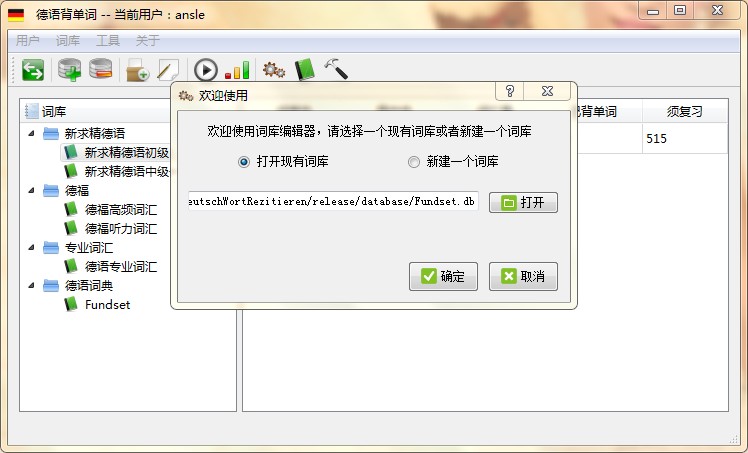 德语背单词 -- 当前用户：ansle
用户 词库 工具 关于
词库
新求精德语
新求精德语初级
新求精德语中级
德福
德福高频词汇
德福听力词汇
专业词汇
德语专业词汇
德语词典
Fundset
背单词
须复习
515
欢迎使用
欢迎使用词库编辑器，请选择一个现有词库或者新建一个词库
打开现有词库
新建一个词库
eutschWortRezitieren/release/database/Fundset.db
打开
确定
取消